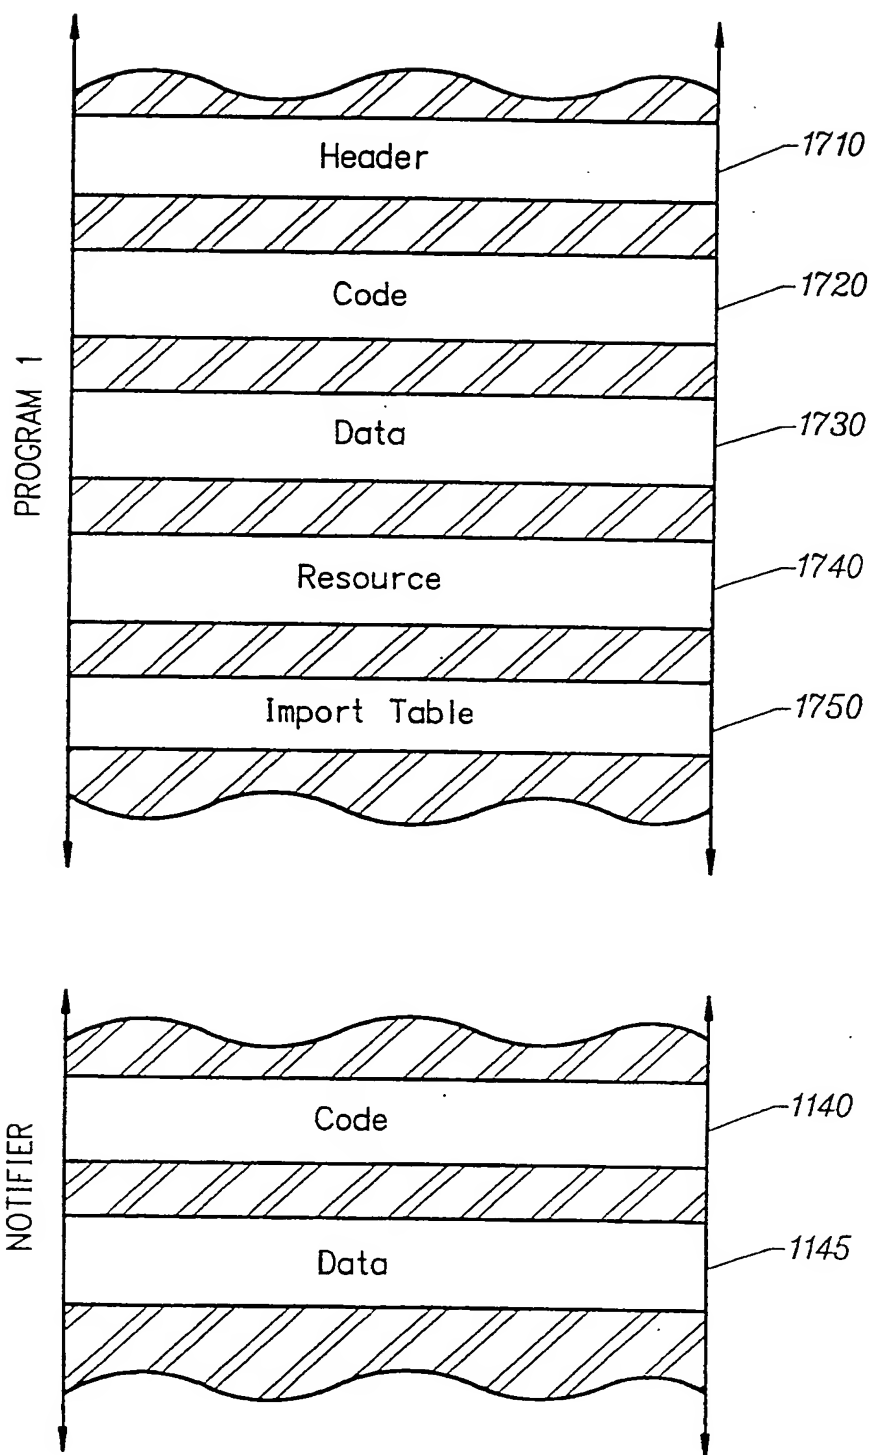 PROGRAM 1
Header
1710
Code
1720
Data
1730
Resource
1740
Import Table
1750
NOTIFIER
Code
1140
Data
1145